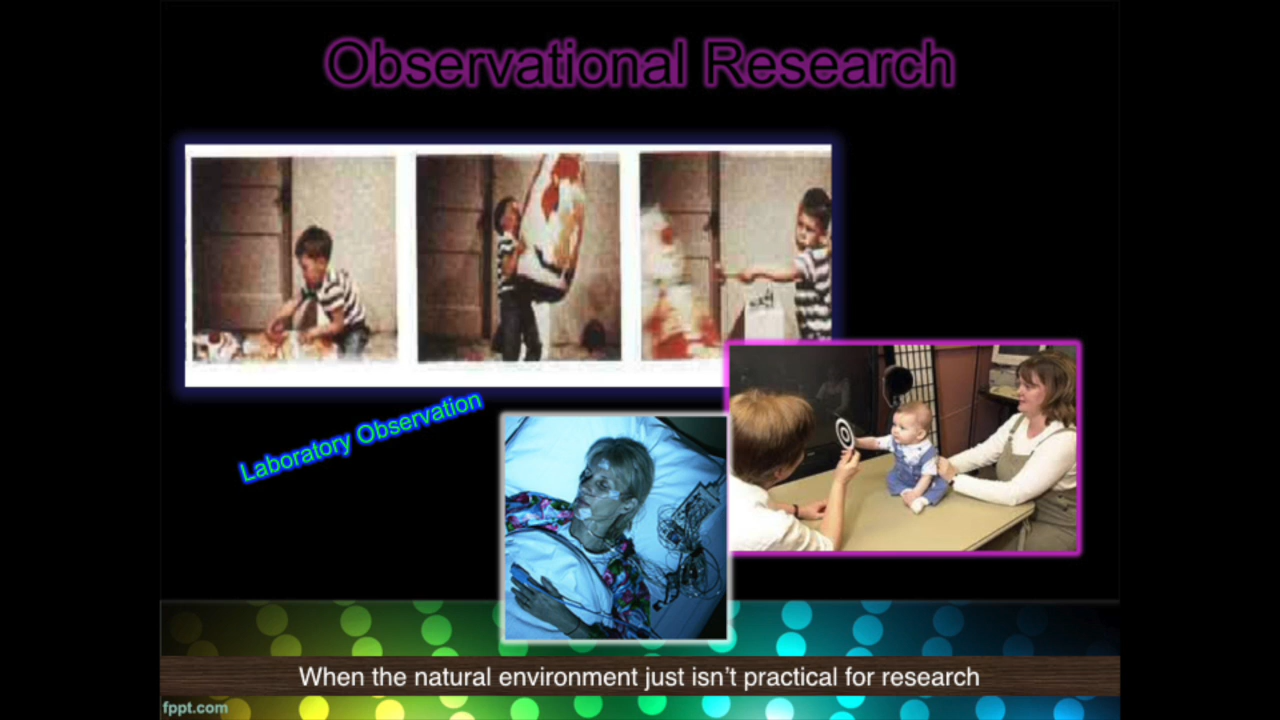 Observational Research
Laboratory Observation
When the natural environment just isn't practical for research
fppt.com